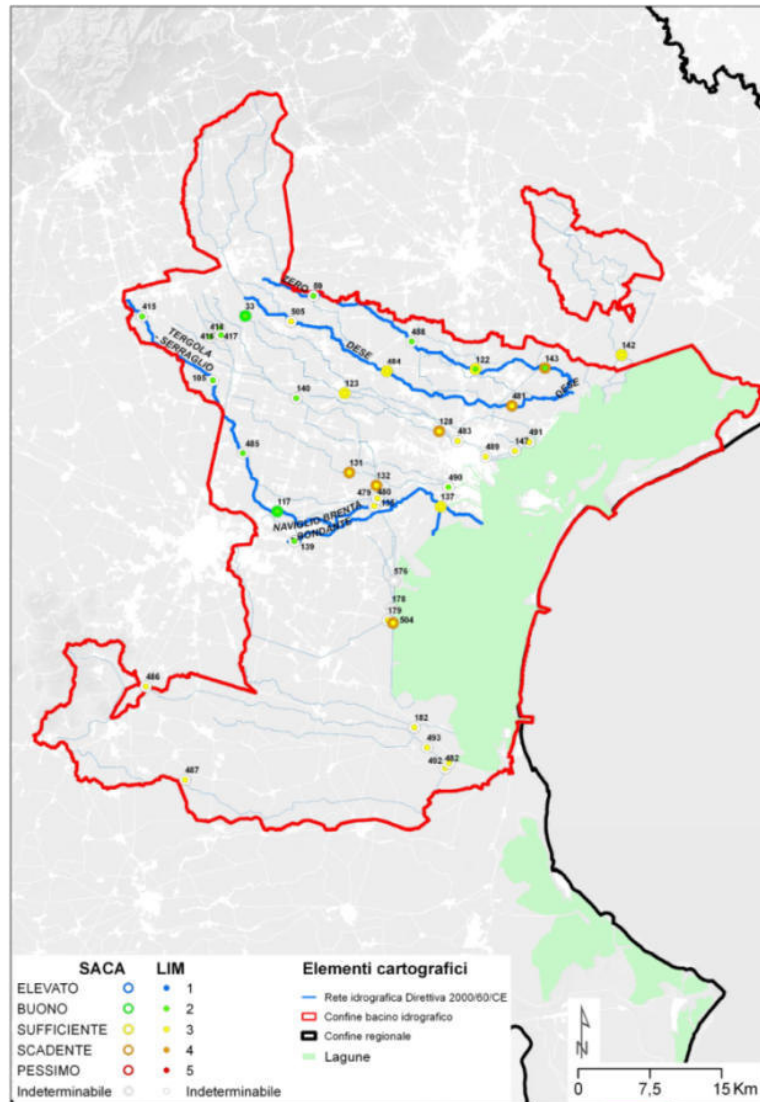 142
ZERO
59
415
33
505
488
416
414
417
TERGOLA
SERRAGLIO
DESE
122
143
484
105
123
DESE
140
481
128
483
491
147
489
485
131
132
490
479
480
117
137
NAVIGLIO BRENTA
BONDANTE
139
576
178
179
504
486
182
493
492
482
487
SACA LIM
ELEVATO 1
BUONO 2
SUFFICIENTE 3
SCADENTE 4
PESSIMO 5
Indeterminabile Indeterminabile
Elementi cartografici
Rete idrografica Direttiva 2000/60/CE
Confine bacino idrografico
Confine regionale
Lagune
N
0 7,5 15 Km